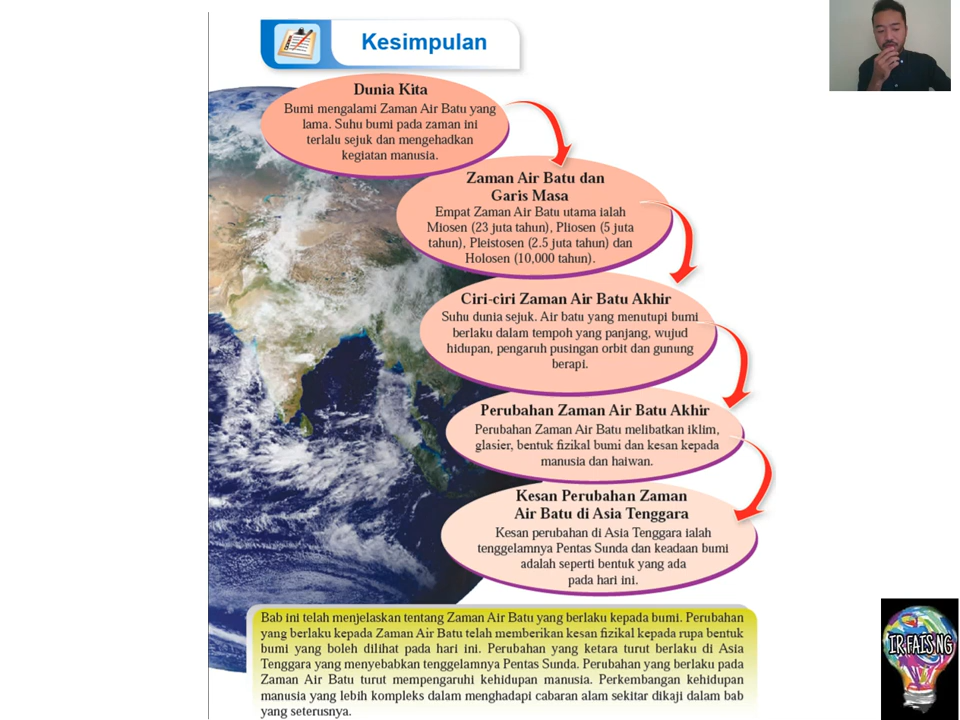 Kesimpulan
Dunia Kita
Bumi mengalami Zaman Air Batu yang
lama. Suhu bumi pada zaman ini
terlalu sejuk dan mengehadkan
kegiatan manusia.
Zaman Air Batu dan
Garis Masa
Empat Zaman Air Batu utama ialah
Miosen (23 juta tahun), Pliosen (5 juta
tahun), Pleistosen (2.5 juta tahun) dan
Holosen (10,000 tahun).
Ciri-ciri Zaman Air Batu Akhir
Suhu dunia sejuk. Air batu yang menutupi bumi
berlaku dalam tempoh yang panjang, wujud
hidupan, pengaruh pusingan orbit dan gunung
berapi.
Perubahan Zaman Air Batu Akhir
Perubahan Zaman Air Batu melibatkan iklim,
glasier, bentuk fizikal bumi dan kesan kepada
manusia dan haiwan.
Kesan Perubahan Zaman
Air Batu di Asia Tenggara
Kesan perubahan di Asia Tenggara ialah
tenggelamnya Pentas Sunda dan keadaan bumi
adalah seperti bentuk yang ada
pada hari ini.
Bab ini telah menjelaskan tentang Zaman Air Batu yang berlaku kepada bumi. Perubahan
yang berlaku kepada Zaman Air Batu telah memberikan kesan fizikal kepada rupa bentuk
bumi yang boleh dilihat pada hari ini. Perubahan yang ketara turut berlaku di Asia
Tenggara yang menyebabkan tenggelamnya Pentas Sunda. Perubahan yang berlaku pada
Zaman Air Batu turut mempengaruhi kehidupan manusia. Perkembangan kehidupan
manusia yang lebih kompleks dalam menghadapi cabaran alam sekitar dikaji dalam bab
yang seterusnya.
IRFAISNG